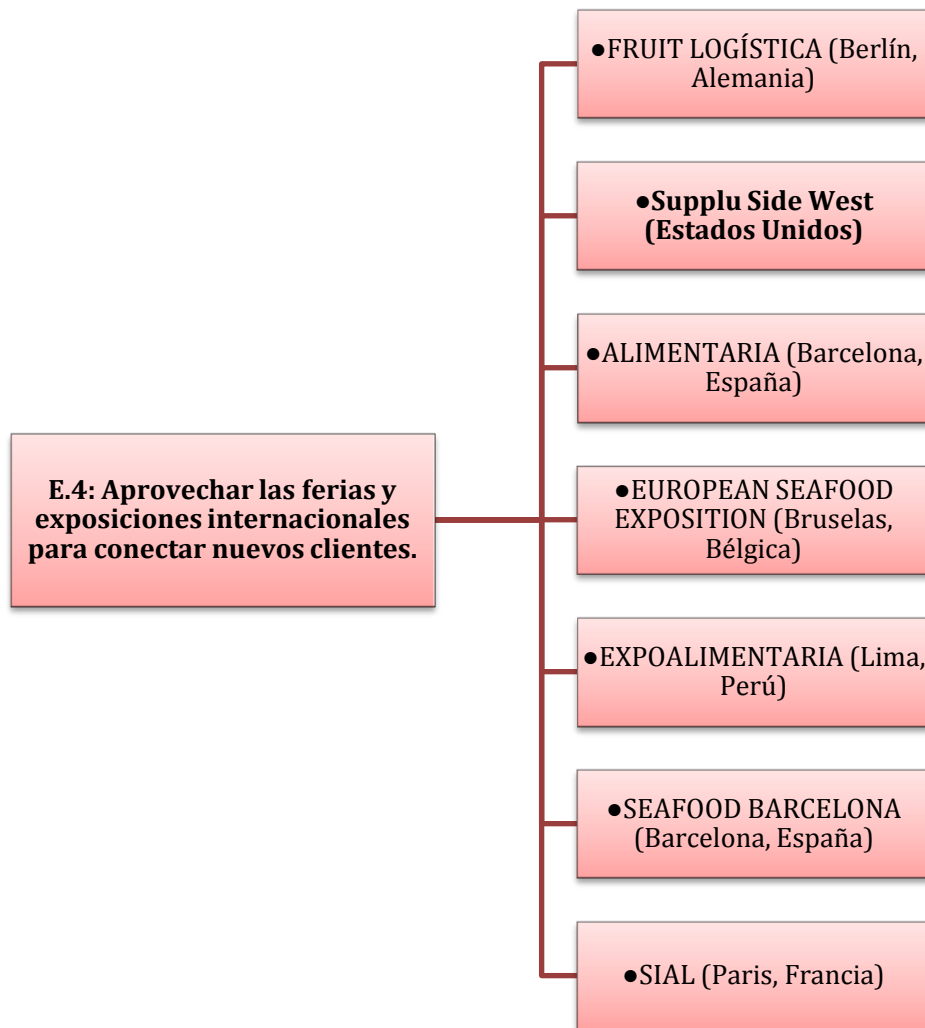 ●FRUIT LOGÍSTICA (Berlín,
Alemania)
●Supplu Side West
(Estados Unidos)
●ALIMENTARIA (Barcelona,
España)
E.4: Aprovechar las ferias y
exposiciones internacionales
para conectar nuevos clientes.
●EUROPEAN SEAFOOD
EXPOSITION (Bruselas,
Bélgica)
●EXPOALIMENTARIA (Lima,
Perú)
●SEAFOOD BARCELONA
(Barcelona, España)
●SIAL (Paris, Francia)